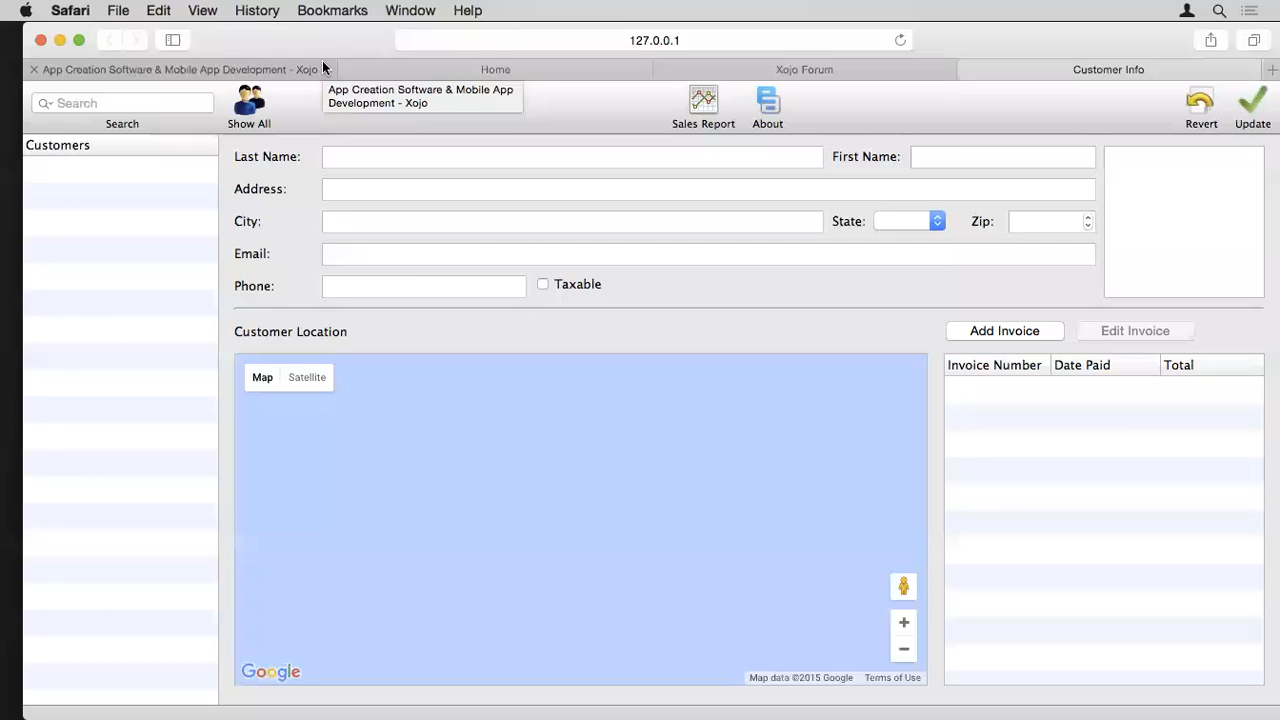 Safari File Edit View History Bookmarks Window Help
127.0.0.1
App Creation Software & Mobile App Development - Xojo Home Xojo Forum Customer Info
App Creation Software & Mobile App
Development - Xojo
Search
Search Show All Sales Report About Revert Update
Customers
Last Name: First Name:
Address:
City: State: Zip:
Email:
Phone: Taxable
Customer Location
Add Invoice Edit Invoice
Invoice Number Date Paid Total
Map Satellite
Google
Map data ©2015 Google Terms of Use